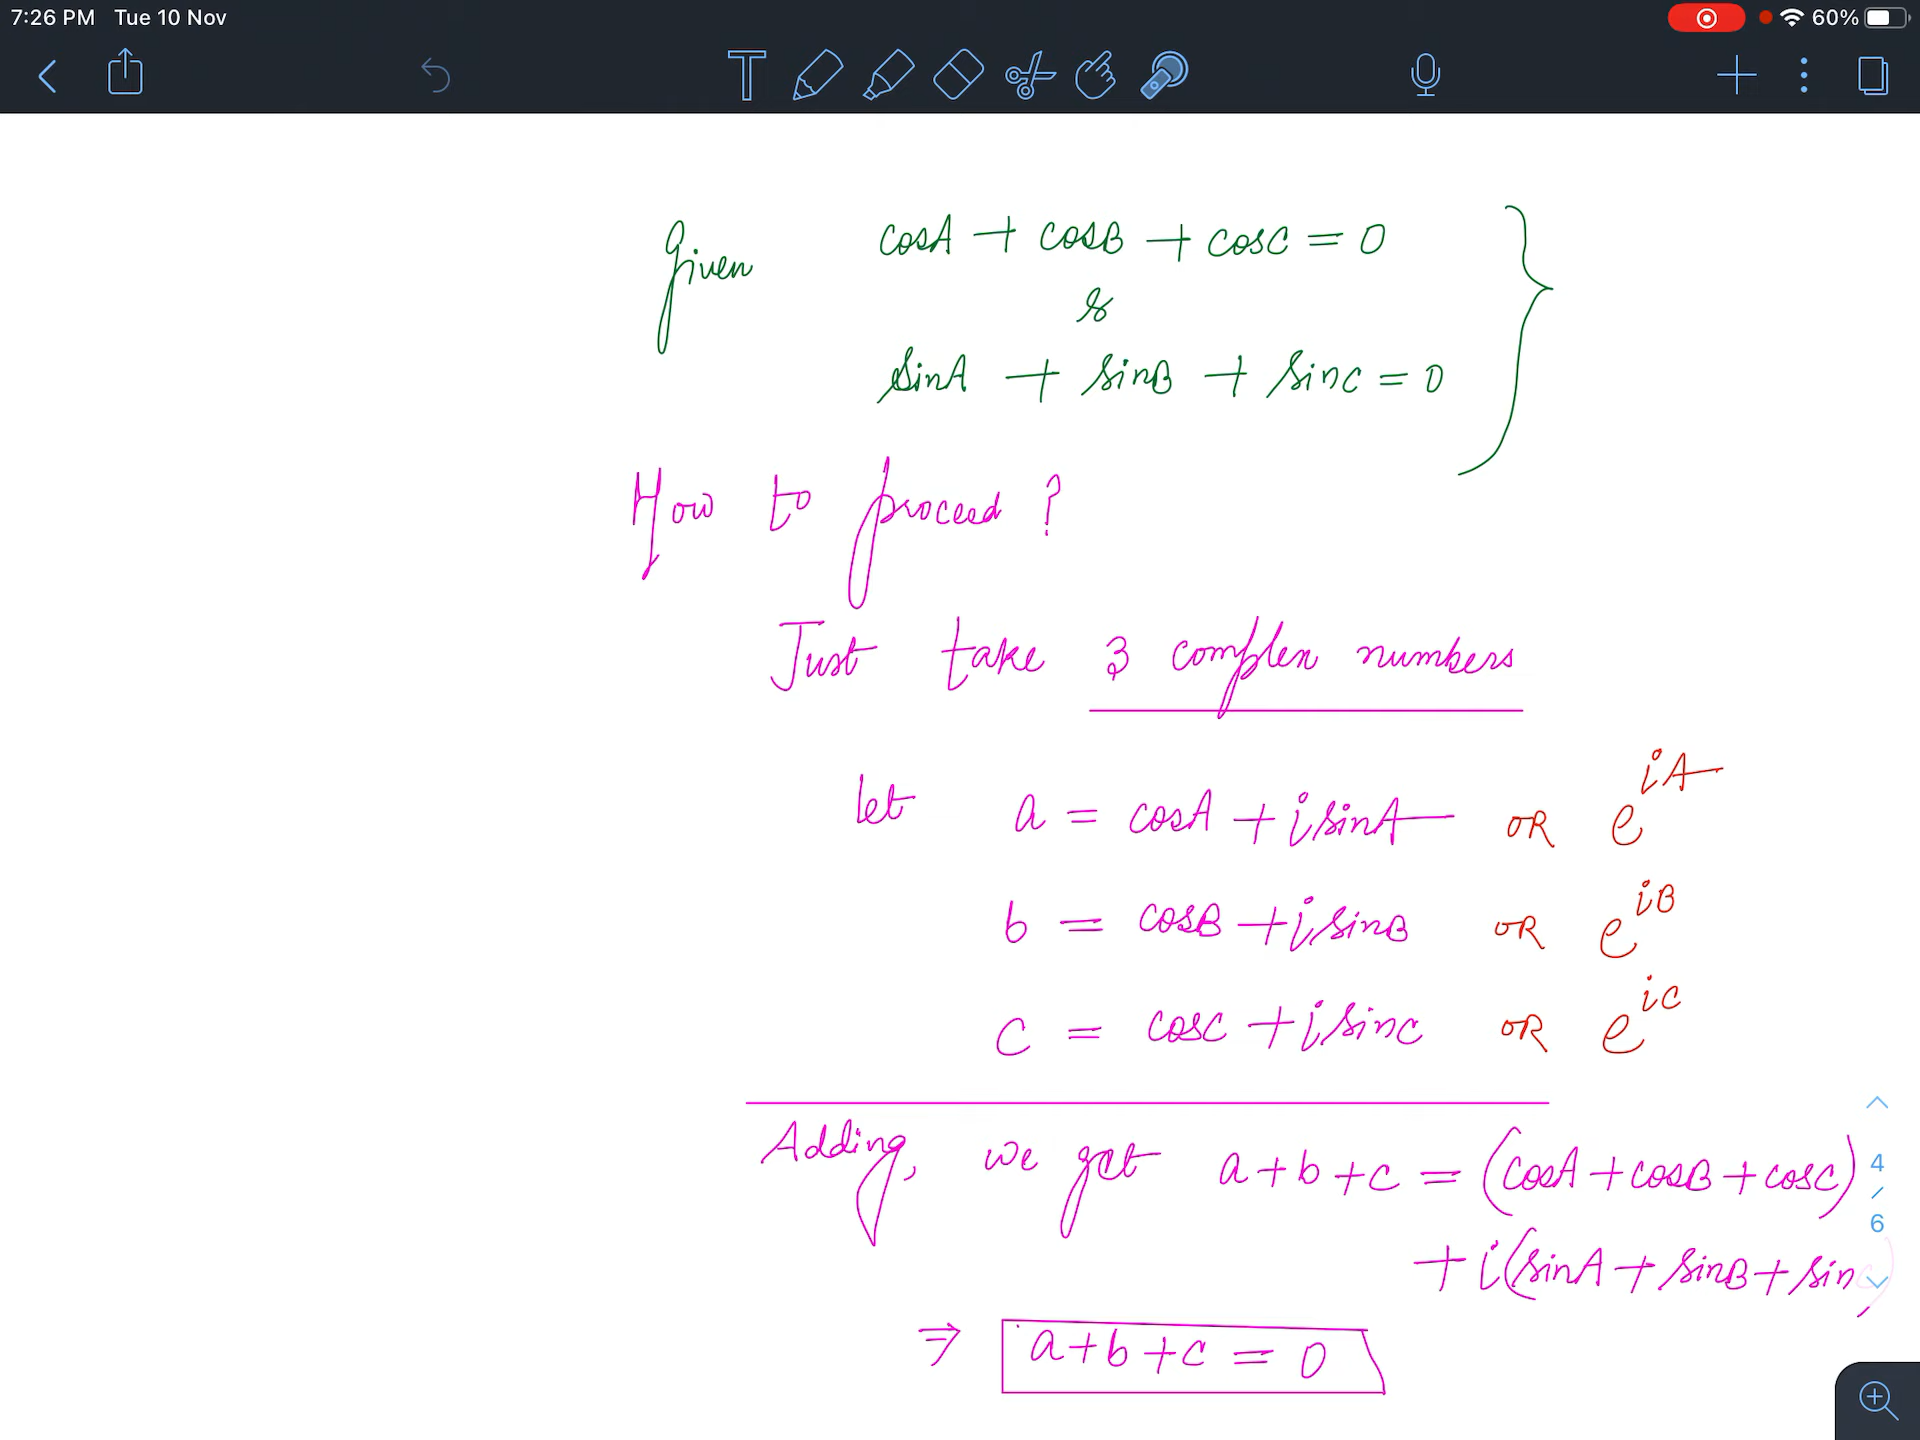 7:26 PM Tue 10 Nov
60%
Given cosA + cosB + cosC = 0
&
sinA + sinB + sinC = 0
How to proceed ?
Just take 3 complex numbers
let a = cosA + i sinA OR e^{iA}
b = cosB + i sinB OR e^{iB}
c = cosC + i sinC OR e^{iC}
Adding, we get a + b + c = (cosA + cosB + cosC)
+ i(sinA + sinB + sin
⇒ a + b + c = 0
4
/
6